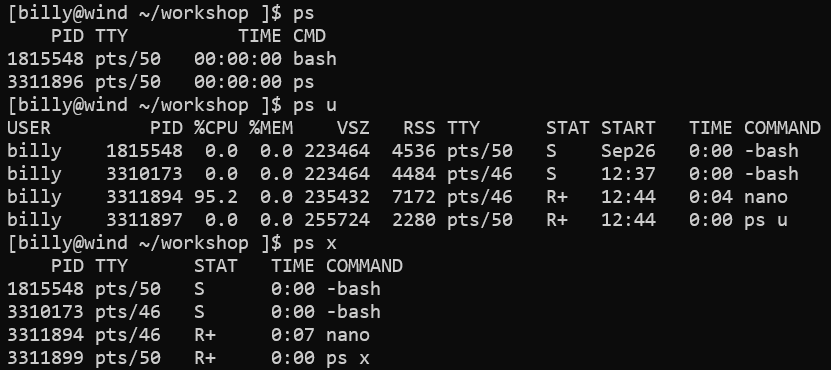 [billy@wind ~/workshop ]$ ps
    PID TTY          TIME CMD
1815548 pts/50   00:00:00 bash
3311896 pts/50   00:00:00 ps
[billy@wind ~/workshop ]$ ps u
USER         PID %CPU %MEM    VSZ   RSS TTY      STAT START   TIME COMMAND
billy    1815548  0.0  0.0 223464  4536 pts/50   S    Sep26   0:00 -bash
billy    3310173  0.0  0.0 223464  4484 pts/46   S    12:37   0:00 -bash
billy    3311894 95.2  0.0 235432  7172 pts/46   R+   12:44   0:04 nano
billy    3311897  0.0  0.0 255724  2280 pts/50   R+   12:44   0:00 ps u
[billy@wind ~/workshop ]$ ps x
    PID TTY      STAT   TIME COMMAND
1815548 pts/50   S      0:00 -bash
3310173 pts/46   S      0:00 -bash
3311894 pts/46   R+     0:07 nano
3311899 pts/50   R+     0:00 ps x